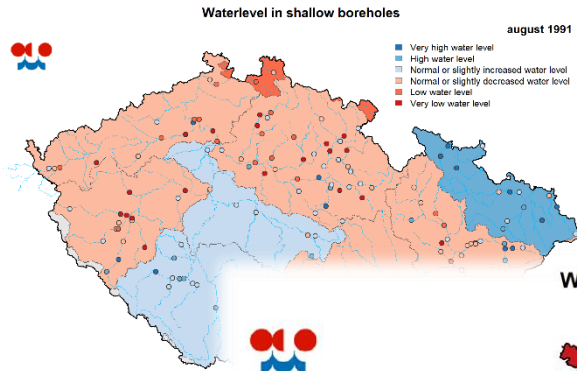 Waterlevel in shallow boreholes
august 1991
Very high water level
High water level
Normal or slightly increased water level
Normal or slightly decreased water level
Low water level
Very low water level
W